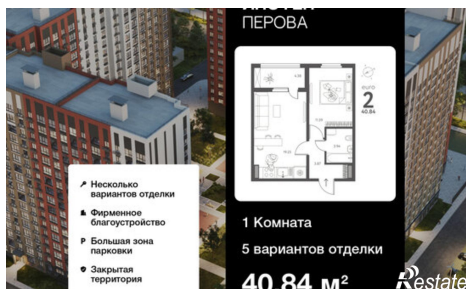 ПЕРОВА
euro
2
40.84
1 Комната
5 вариантов отделки
40.84 м²
Несколько
вариантов отделки
Фирменное
благоустройство
P Большая зона
парковки
Закрытая
территория
Restate